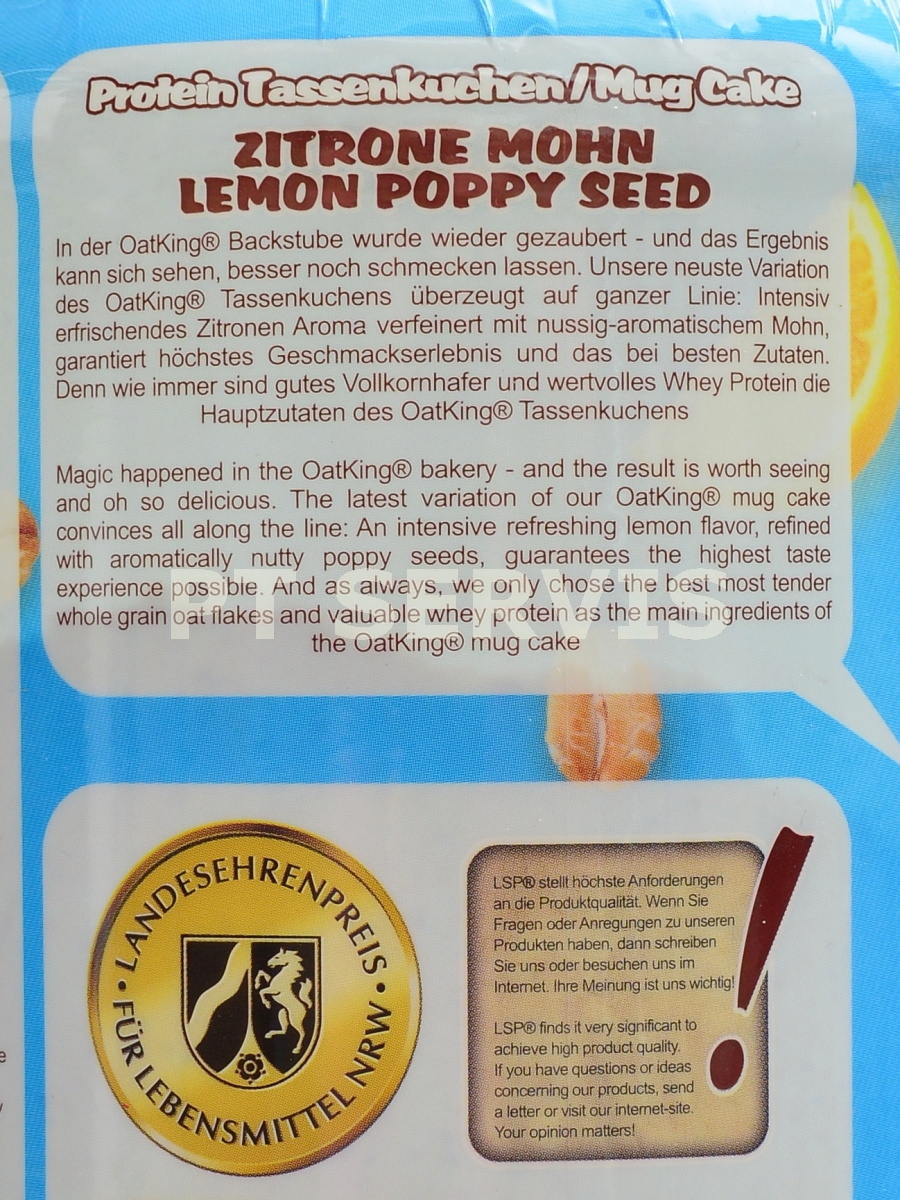 Protein Tassenkuchen/Mug Cake
ZITRONE MOHN
LEMON POPPY SEED
In der OatKing® Backstube wurde wieder gezaubert - und das Ergebnis
kann sich sehen, besser noch schmecken lassen. Unsere neuste Variation
des OatKing® Tassenkuchens überzeugt auf ganzer Linie: Intensiv
erfrischendes Zitronen Aroma verfeinert mit nussig-aromatischem Mohn,
garantiert höchstes Geschmackserlebnis und das bei besten Zutaten.
Denn wie immer sind gutes Vollkornhafer und wertvolles Whey Protein die
Hauptzutaten des OatKing® Tassenkuchens
Magic happened in the OatKing® bakery - and the result is worth seeing
and oh so delicious. The latest variation of our OatKing® mug cake
convinces all along the line: An intensive refreshing lemon flavor, refined
with aromatically nutty poppy seeds, guarantees the highest taste
experience possible. And as always, we only chose the best most tender
whole grain oat flakes and valuable whey protein as the main ingredients of
the OatKing® mug cake
FT SERVIS
• LANDESEHRENPREIS •
FÜR LEBENSMITTEL NRW
LSP® stellt höchste Anforderungen
an die Produktqualität. Wenn Sie
Fragen oder Anregungen zu unseren
Produkten haben, dann schreiben
Sie uns oder besuchen uns im
Internet. Ihre Meinung ist uns wichtig!
LSP® finds it very significant to
achieve high product quality.
If you have questions or ideas
concerning our products, send
a letter or visit our internet-site.
Your opinion matters!
!